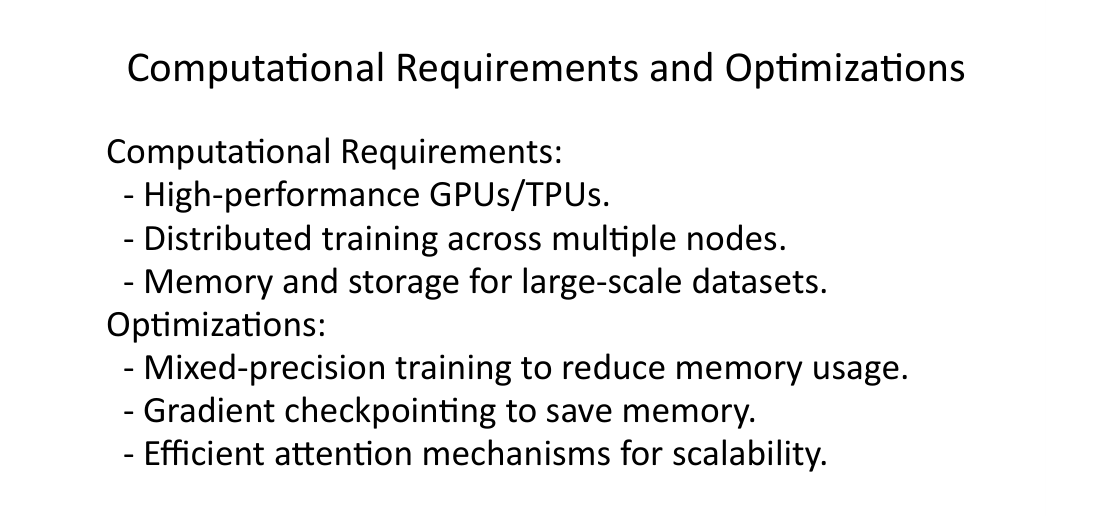 Computational Requirements and Optimizations
Computational Requirements:
- High-performance GPUs/TPUs.
- Distributed training across multiple nodes.
- Memory and storage for large-scale datasets.
Optimizations:
- Mixed-precision training to reduce memory usage.
- Gradient checkpointing to save memory.
- Efficient attention mechanisms for scalability.